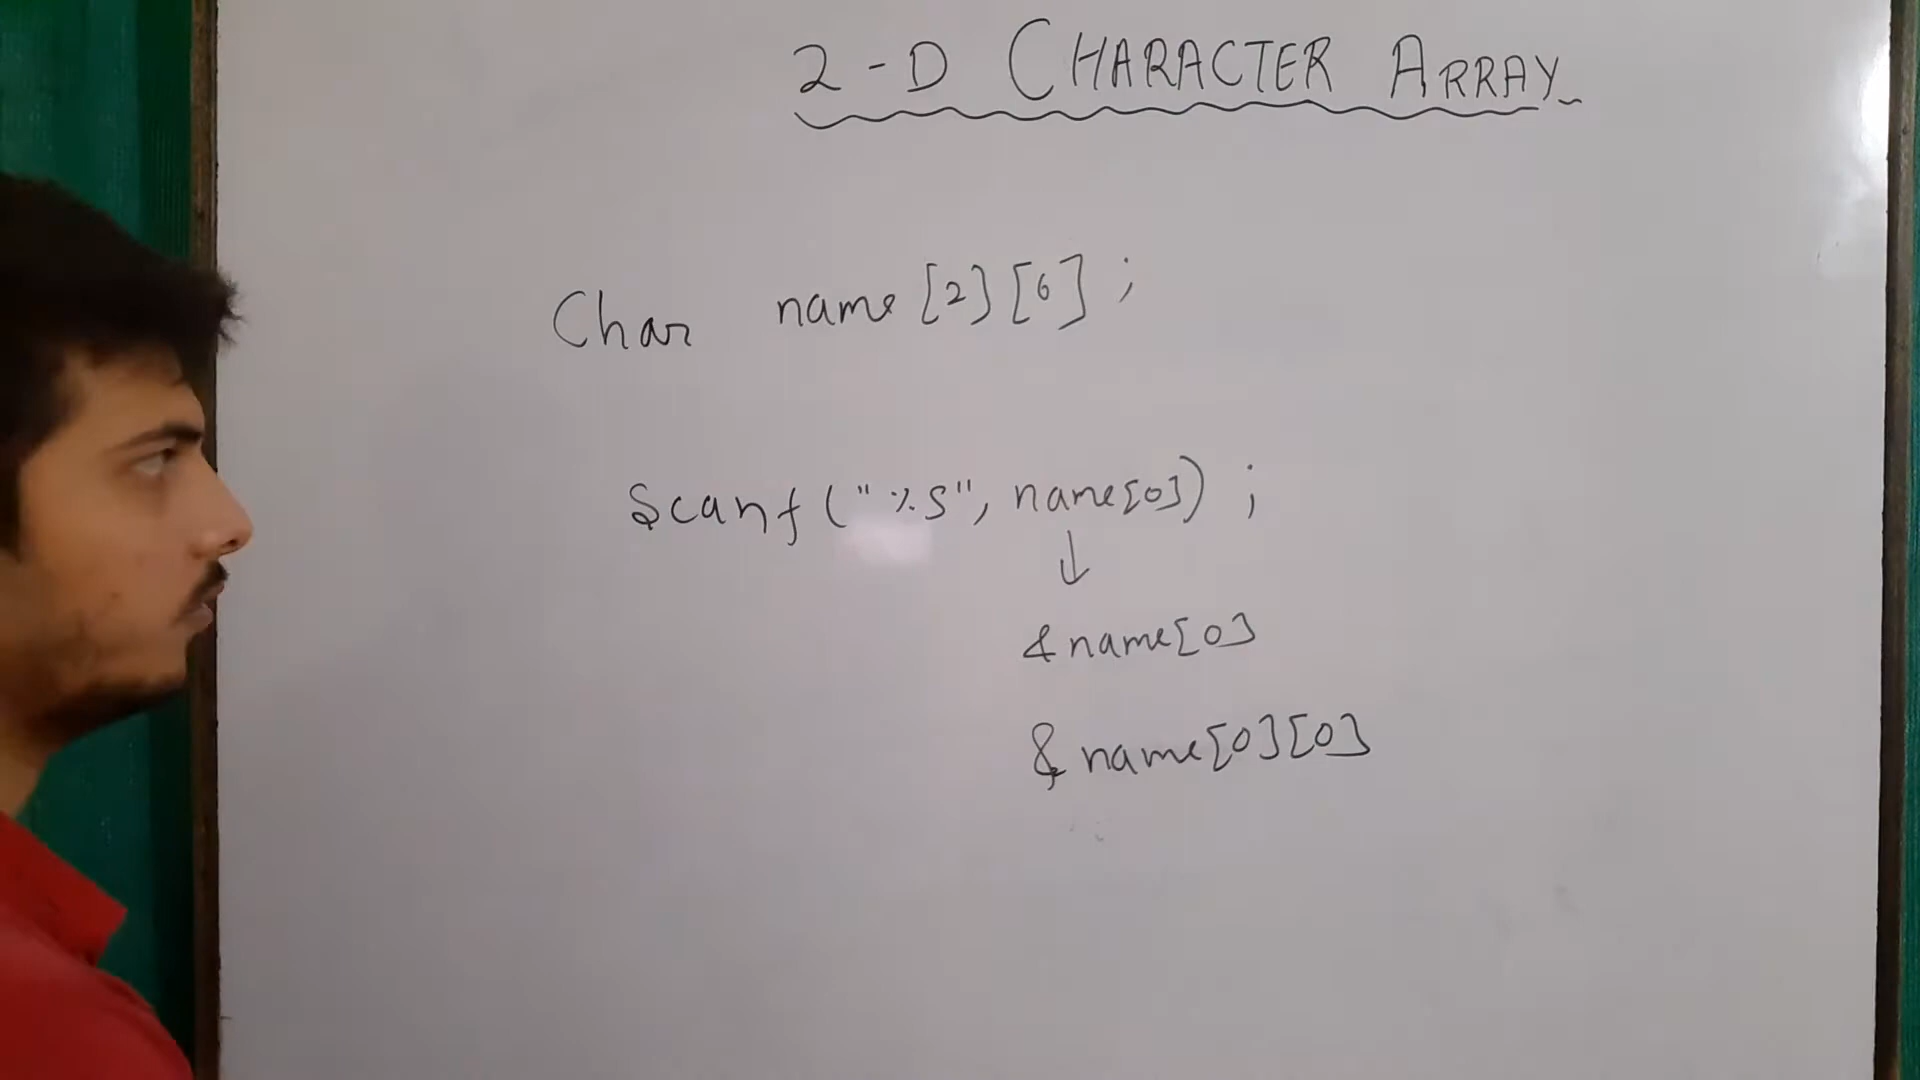 2-D CHARACTER ARRAY
Char name[2][6];
Scanf("%s", name[0]);
↓
&name[0]
&name[0][0]